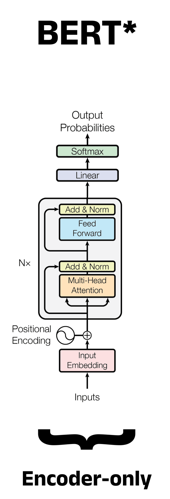 BERT*
Output
Probabilities
Softmax
Linear
Add & Norm
Feed
Forward
Nx
Add & Norm
Multi-Head
Attention
Positional
Encoding
Input
Embedding
Inputs
Encoder-only